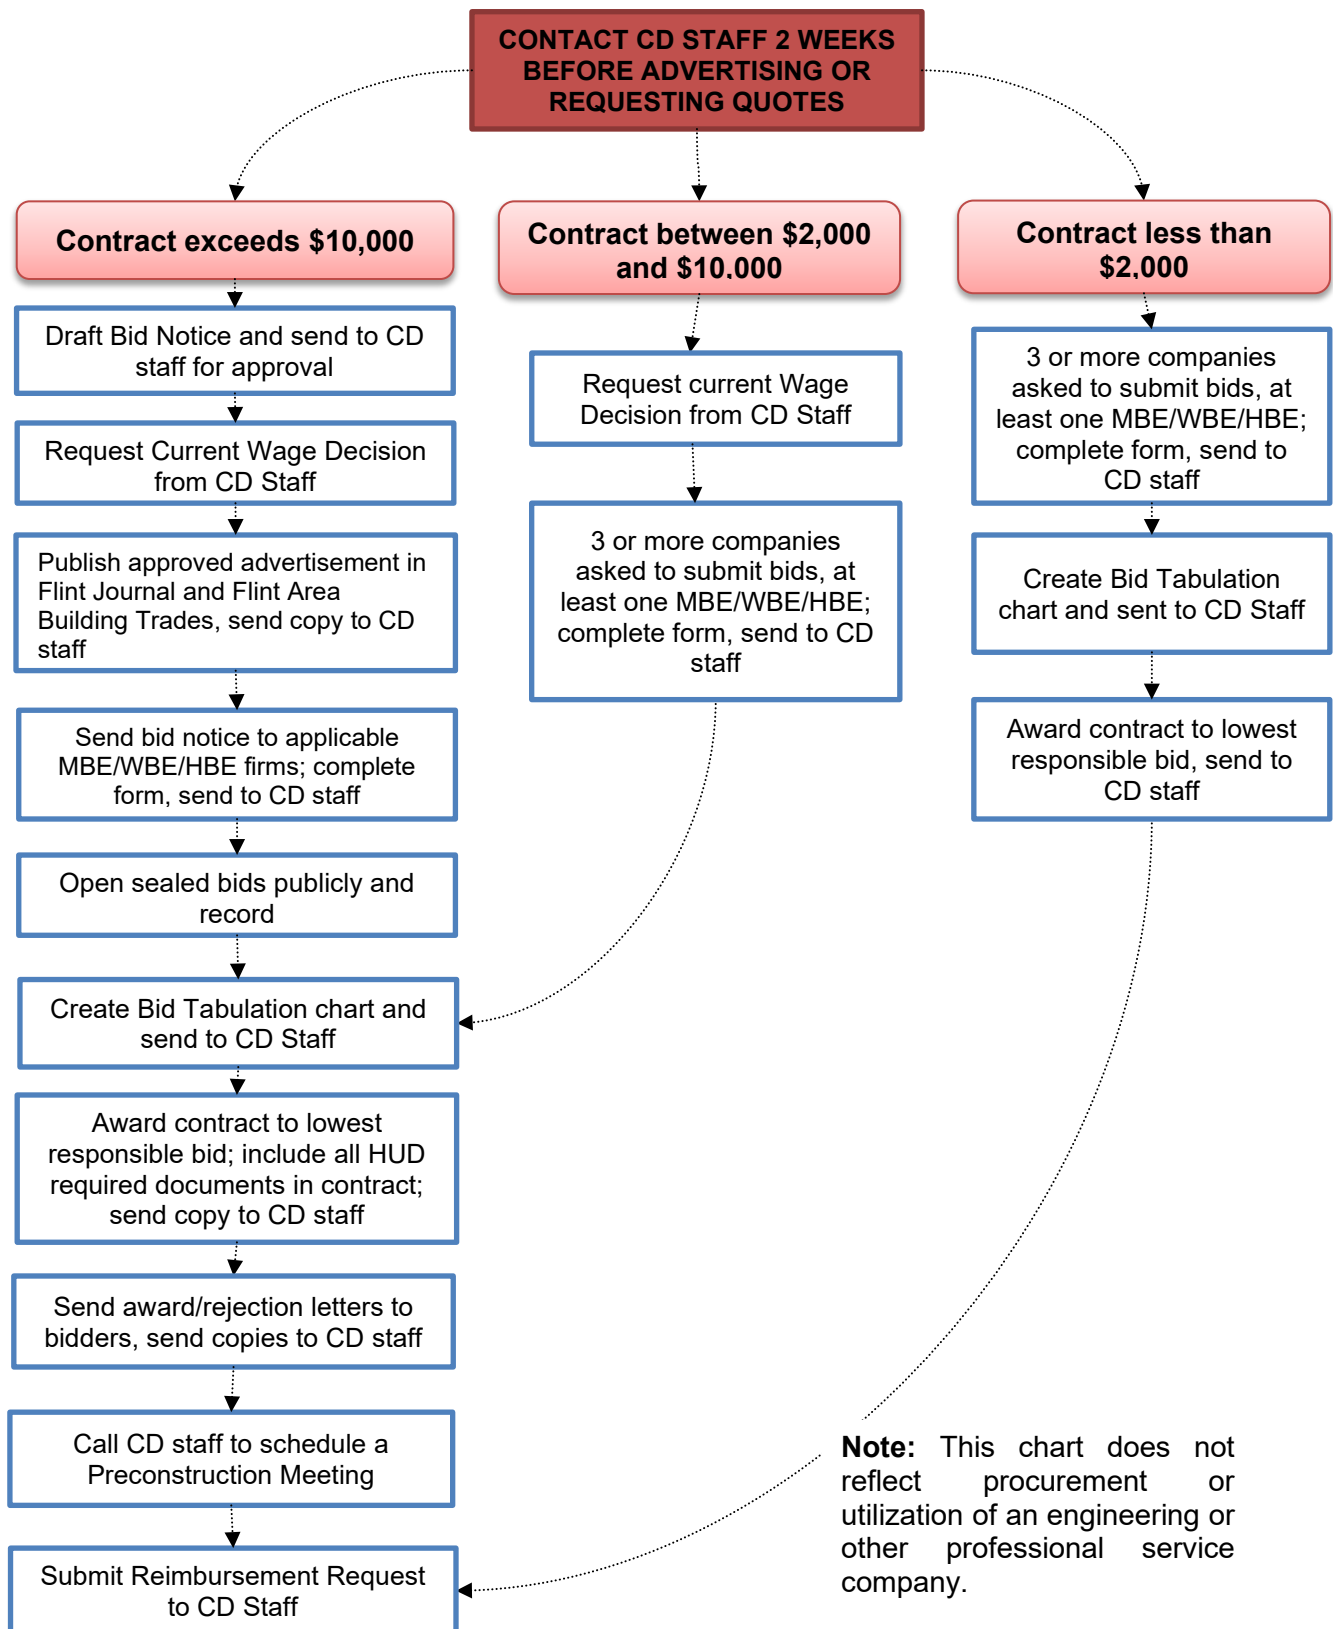 CONTACT CD STAFF 2 WEEKS
BEFORE ADVERTISING OR
REQUESTING QUOTES
Contract exceeds $10,000
Draft Bid Notice and send to CD
staff for approval
Request Current Wage Decision
from CD Staff
Publish approved advertisement in
Flint Journal and Flint Area
Building Trades, send copy to CD
staff
Send bid notice to applicable
MBE/WBE/HBE firms; complete
form, send to CD staff
Open sealed bids publicly and
record
Create Bid Tabulation chart and
send to CD Staff
Award contract to lowest
responsible bid; include all HUD
required documents in contract;
send copy to CD staff
Send award/rejection letters to
bidders, send copies to CD staff
Call CD staff to schedule a
Preconstruction Meeting
Submit Reimbursement Request
to CD Staff
Contract between $2,000
and $10,000
Request current Wage
Decision from CD Staff
3 or more companies
asked to submit bids, at
least one MBE/WBE/HBE;
complete form, send to CD
staff
Contract less than
$2,000
3 or more companies
asked to submit bids, at
least one MBE/WBE/HBE;
complete form, send to
CD staff
Create Bid Tabulation
chart and sent to CD Staff
Award contract to lowest
responsible bid, send to
CD staff
Note: This chart does not
reflect procurement or
utilization of an engineering or
other professional service
company.